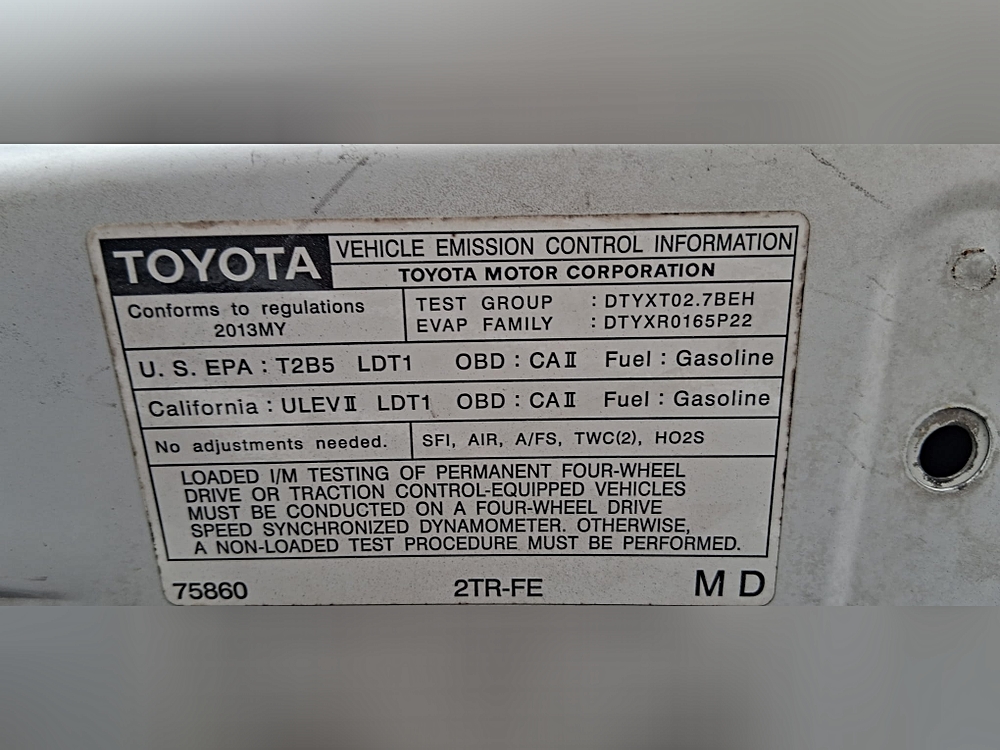 TOYOTA
VEHICLE EMISSION CONTROL INFORMATION
TOYOTA MOTOR CORPORATION
Conforms to regulations
2013MY
TEST GROUP : DTYXT02.7BEH
EVAP FAMILY : DTYXR0165P22
U. S. EPA : T2B5 LDT1 OBD : CAⅡ Fuel : Gasoline
California : ULEVⅡ LDT1 OBD : CAⅡ Fuel : Gasoline
No adjustments needed.
SFI, AIR, A/FS, TWC(2), HO2S
LOADED I/M TESTING OF PERMANENT FOUR-WHEEL
DRIVE OR TRACTION CONTROL-EQUIPPED VEHICLES
MUST BE CONDUCTED ON A FOUR-WHEEL DRIVE
SPEED SYNCHRONIZED DYNAMOMETER. OTHERWISE,
A NON-LOADED TEST PROCEDURE MUST BE PERFORMED.
75860 2TR-FE MD